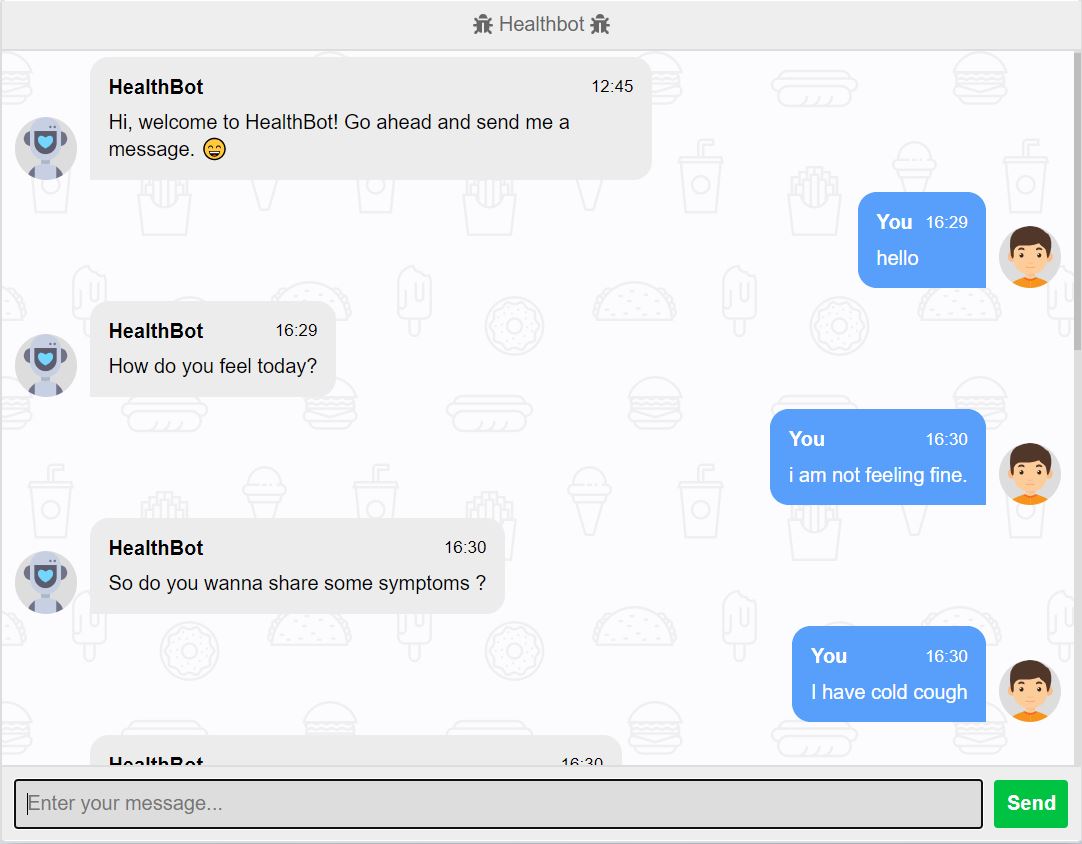 Healthbot
HealthBot 12:45
Hi, welcome to HealthBot! Go ahead and send me a
message. 😄
You 16:29
hello
HealthBot 16:29
How do you feel today?
You 16:30
i am not feeling fine.
HealthBot 16:30
So do you wanna share some symptoms ?
You 16:30
I have cold cough
HealthBot 16:30
Enter your message...
Send